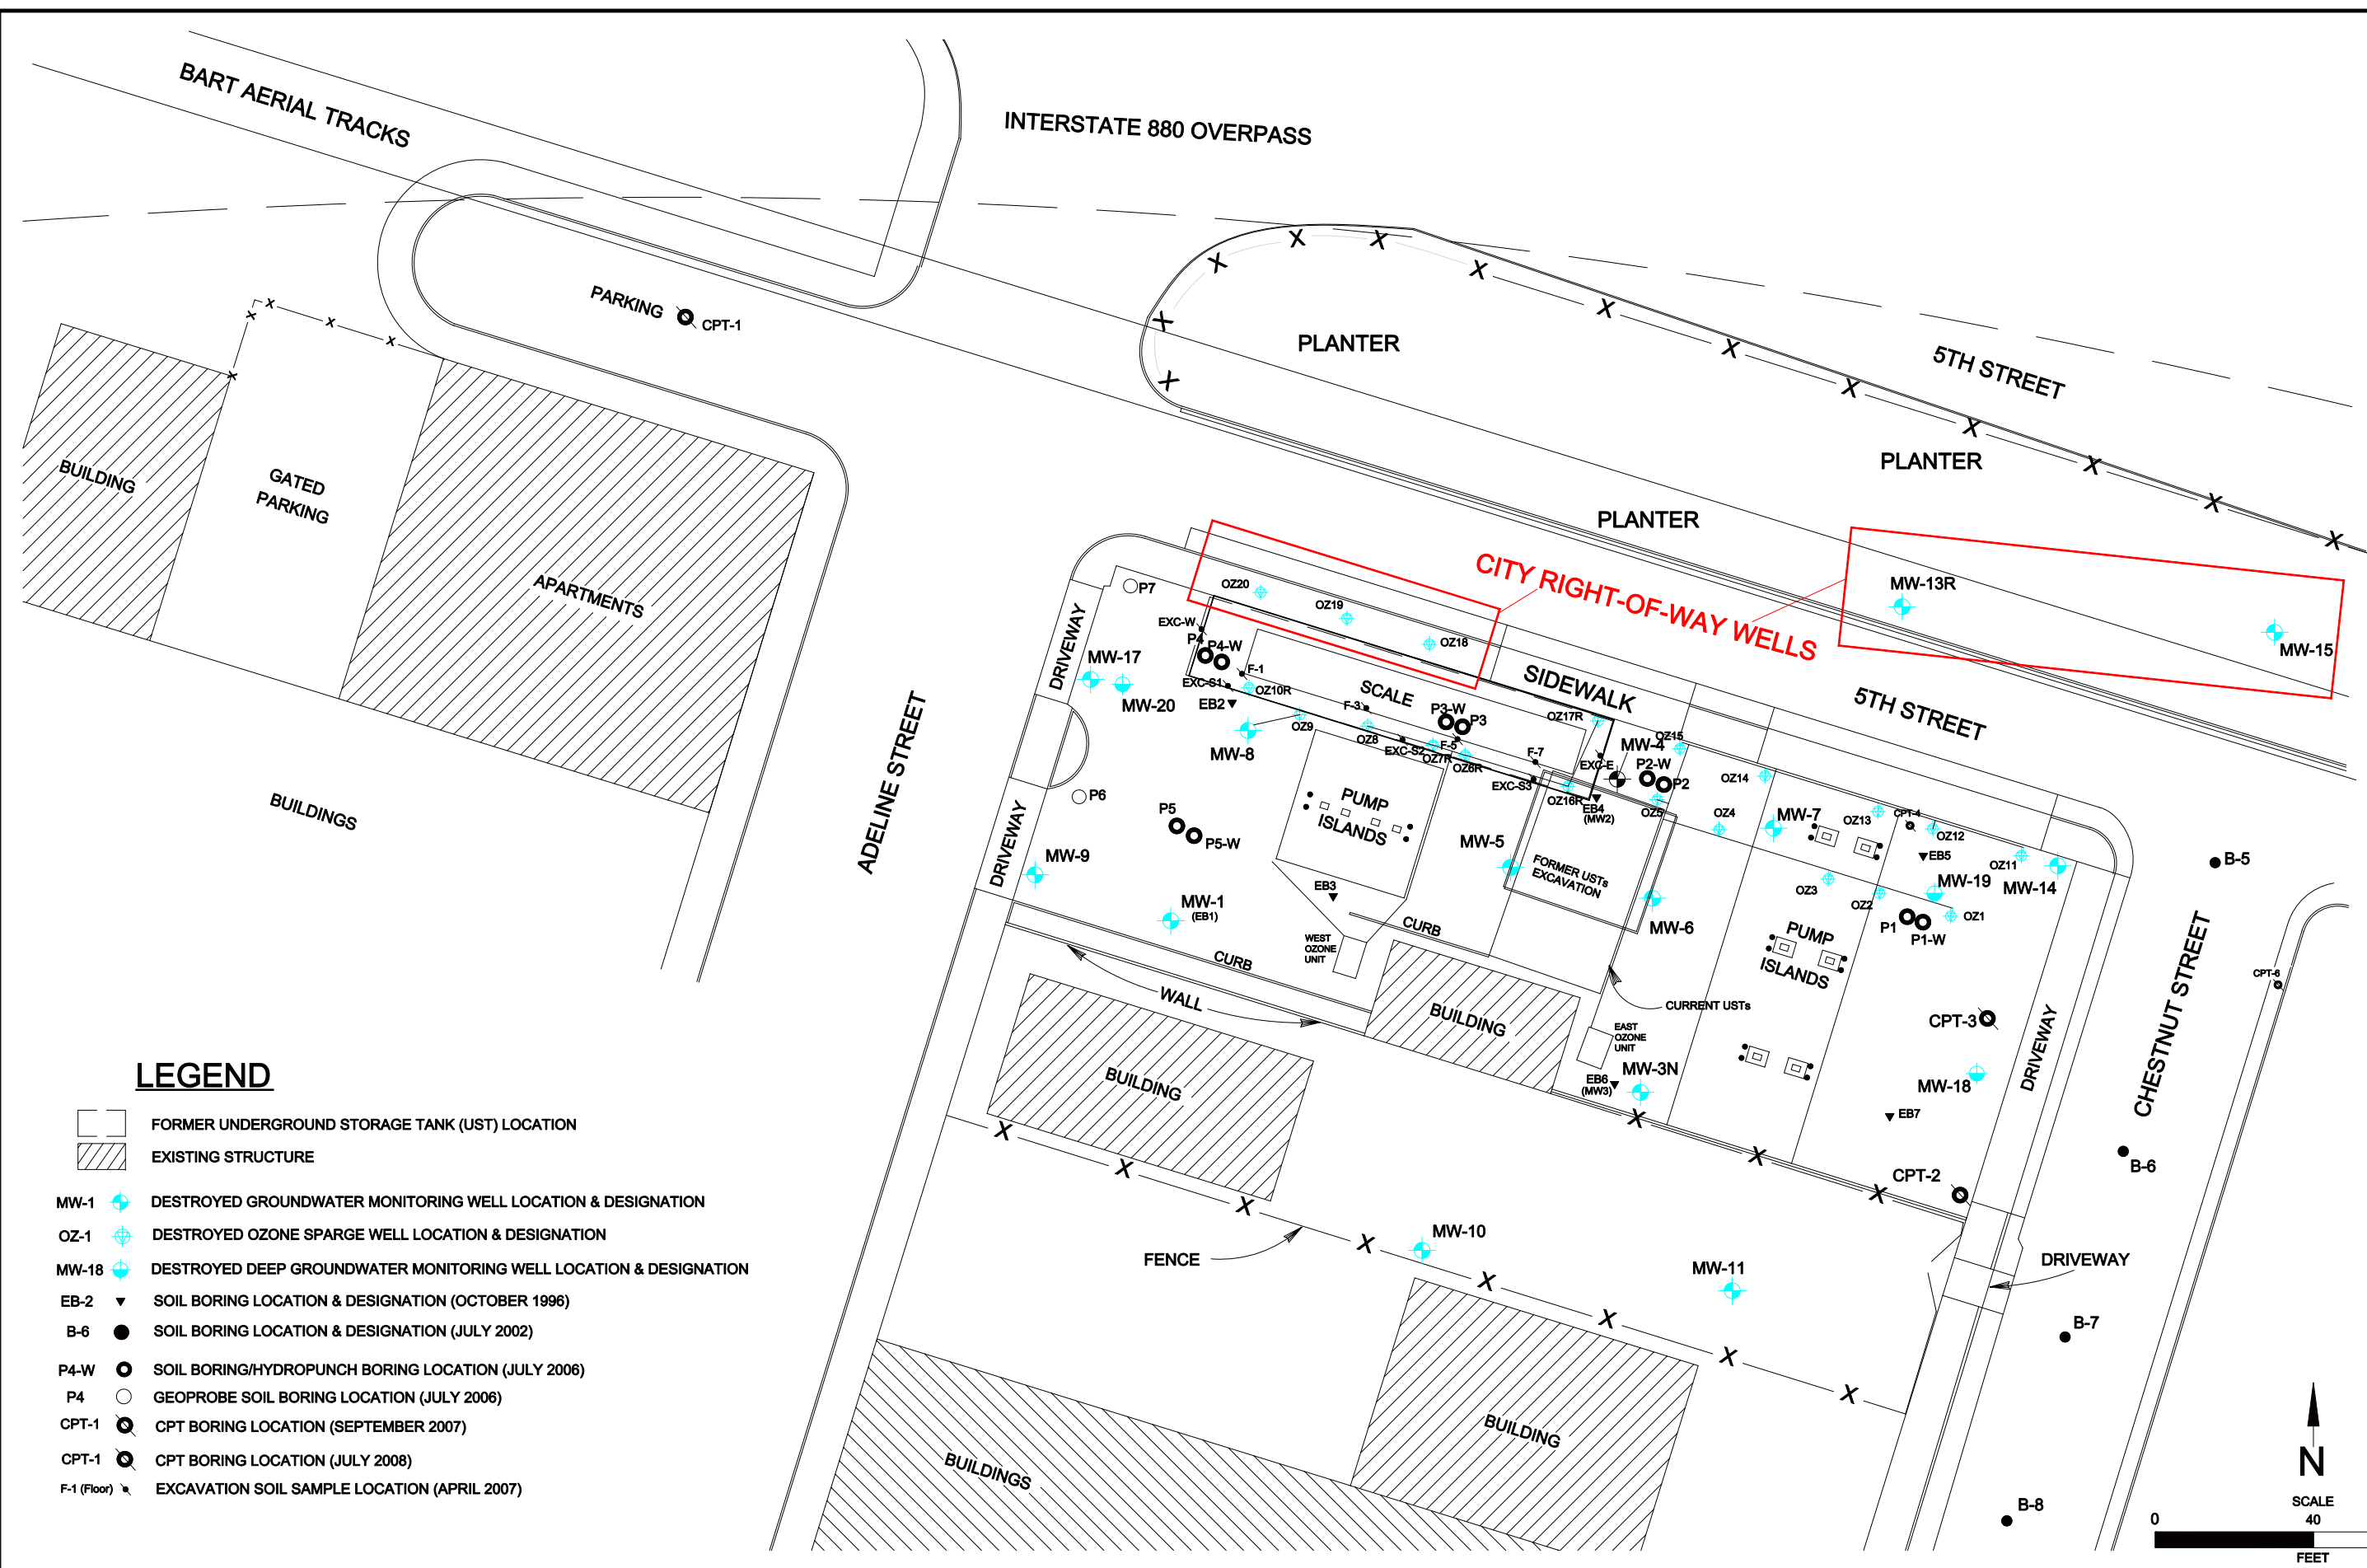 BART AERIAL TRACKS
INTERSTATE 880 OVERPASS
PARKING
CPT-1
PLANTER
5TH STREET
PLANTER
PLANTER
BUILDING
GATED
PARKING
APARTMENTS
BUILDINGS
ADELINE STREET
CITY RIGHT-OF-WAY WELLS
MW-13R
MW-15
5TH STREET
SIDEWALK
P7
OZ20
OZ19
OZ18
EXC-W
P4
P4-W
F-1
EXC-S1
OZ10R
EB2
MW-17
MW-20
DRIVEWAY
MW-8
OZ9
SCALE
F-3
OZ8
EXC-S2
P3-W
P3
F-5
OZ7R
OZ6R
F-7
EXC-S3
OZ17R
EXC-E
OZ16R
MW-4
OZ15
P2-W
P2
EB4
(MW2)
OZ5
OZ14
OZ4
MW-7
OZ13
CPT-4
OZ12
EB5
OZ11
MW-14
OZ3
OZ2
MW-19
OZ1
P1
P1-W
B-5
P6
P5
P5-W
PUMP
ISLANDS
MW-5
FORMER USTs
EXCAVATION
MW-6
DRIVEWAY
MW-9
MW-1
(EB1)
EB3
WEST
OZONE
UNIT
CURB
CURB
WALL
BUILDING
BUILDING
CURRENT USTs
EAST
OZONE
UNIT
EB6
(MW3)
MW-3N
PUMP
ISLANDS
CPT-3
MW-18
EB7
DRIVEWAY
CHESTNUT STREET
CPT-6
B-6
CPT-2
DRIVEWAY
MW-10
MW-11
FENCE
B-7
BUILDING
BUILDINGS
B-8
N
SCALE
0 40
FEET
LEGEND
FORMER UNDERGROUND STORAGE TANK (UST) LOCATION
EXISTING STRUCTURE
MW-1 DESTROYED GROUNDWATER MONITORING WELL LOCATION & DESIGNATION
OZ-1 DESTROYED OZONE SPARGE WELL LOCATION & DESIGNATION
MW-18 DESTROYED DEEP GROUNDWATER MONITORING WELL LOCATION & DESIGNATION
EB-2 SOIL BORING LOCATION & DESIGNATION (OCTOBER 1996)
B-6 SOIL BORING LOCATION & DESIGNATION (JULY 2002)
P4-W SOIL BORING/HYDROPUNCH BORING LOCATION (JULY 2006)
P4 GEOPROBE SOIL BORING LOCATION (JULY 2006)
CPT-1 CPT BORING LOCATION (SEPTEMBER 2007)
CPT-1 CPT BORING LOCATION (JULY 2008)
F-1 (Floor) EXCAVATION SOIL SAMPLE LOCATION (APRIL 2007)